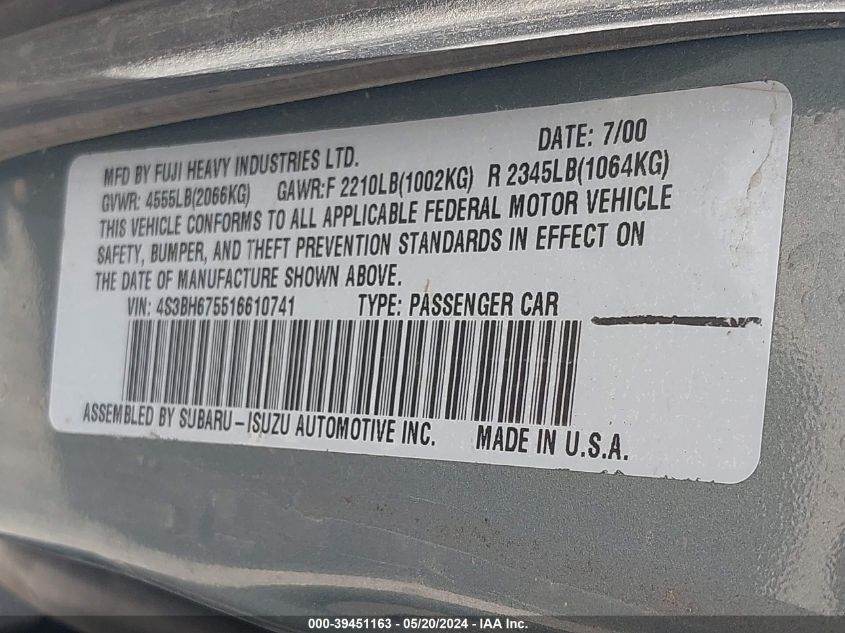 MFD BY FUJI HEAVY INDUSTRIES LTD. DATE: 7/00
GVWR: 4555LB(2066KG) GAWR:F 2210LB(1002KG) R 2345LB(1064KG)
THIS VEHICLE CONFORMS TO ALL APPLICABLE FEDERAL MOTOR VEHICLE
SAFETY, BUMPER, AND THEFT PREVENTION STANDARDS IN EFFECT ON
THE DATE OF MANUFACTURE SHOWN ABOVE.
VIN: 4S3BH675516610741 TYPE: PASSENGER CAR
ASSEMBLED BY SUBARU-ISUZU AUTOMOTIVE INC. MADE IN U.S.A.
000-39451163 - 05/20/2024 - IAA Inc.